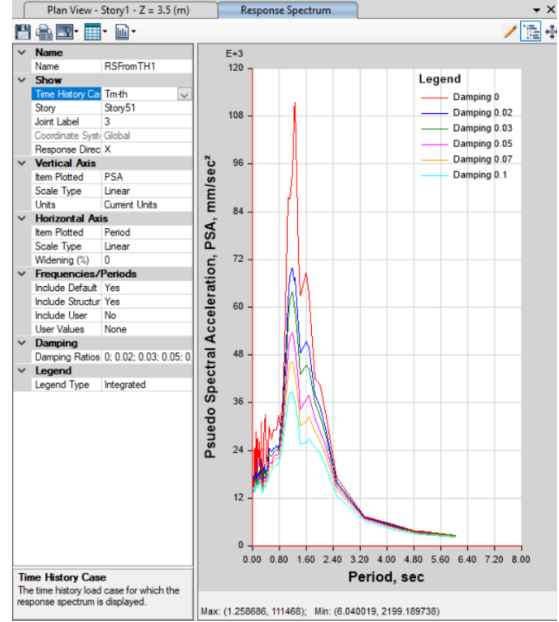 Plan View - Story1 - Z = 3.5 (m)
Response Spectrum
Name
Name RSFromTH1
Show
Time History Ca Tm-th
Story Story51
Joint Label 3
Coordinate Syst Global
Response Direc X
Vertical Axis
Item Plotted PSA
Scale Type Linear
Units Current Units
Horizontal Axis
Item Plotted Period
Scale Type Linear
Widening (%) 0
Frequencies/Periods
Include Default Yes
Include Structur Yes
Include User No
User Values None
Damping
Damping Ratios 0; 0.02; 0.03; 0.05; 0.
Legend
Legend Type Integrated
Time History Case
The time history load case for which the
response spectrum is displayed.
E+3
120
108
96
84
72
60
48
36
24
12
0
Psuedo Spectral Acceleration, PSA, mm/sec²
Legend
Damping 0
Damping 0.02
Damping 0.03
Damping 0.05
Damping 0.07
Damping 0.1
0.00 0.80 1.60 2.40 3.20 4.00 4.80 5.60 6.40 7.20 8.00
Period, sec
Max: (1.258686, 111468); Min: (6.040019, 2199.189738)